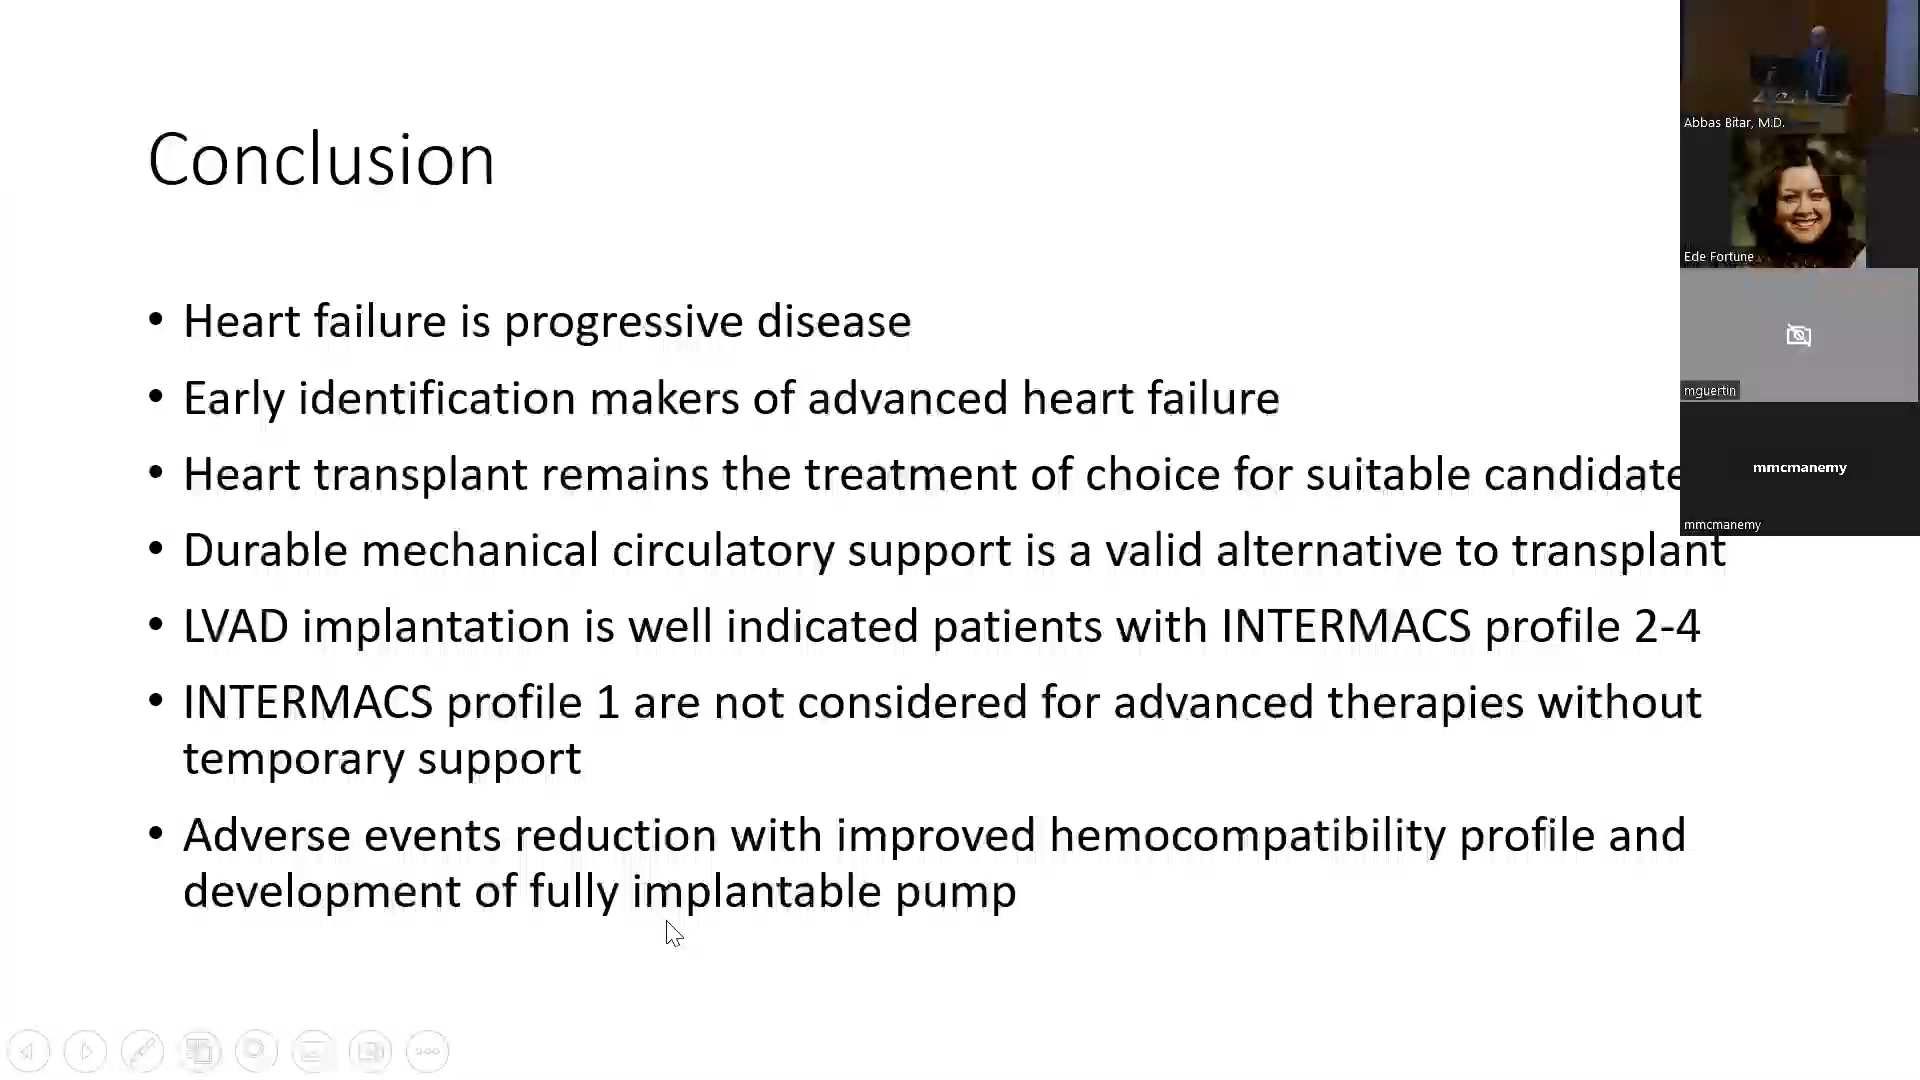 Conclusion
• Heart failure is progressive disease
• Early identification makers of advanced heart failure
• Heart transplant remains the treatment of choice for suitable candidate
• Durable mechanical circulatory support is a valid alternative to transplant
• LVAD implantation is well indicated patients with INTERMACS profile 2-4
• INTERMACS profile 1 are not considered for advanced therapies without
temporary support
• Adverse events reduction with improved hemocompatibility profile and
development of fully implantable pump
Abbas Bitar, M.D.
Ede Fortune
mguertin
mmcmanemy
mmcmanemy